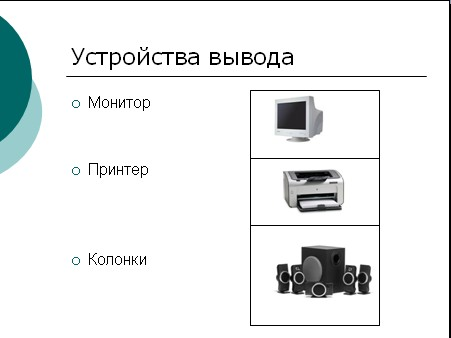 Устройства вывода
Монитор
Принтер
Колонки